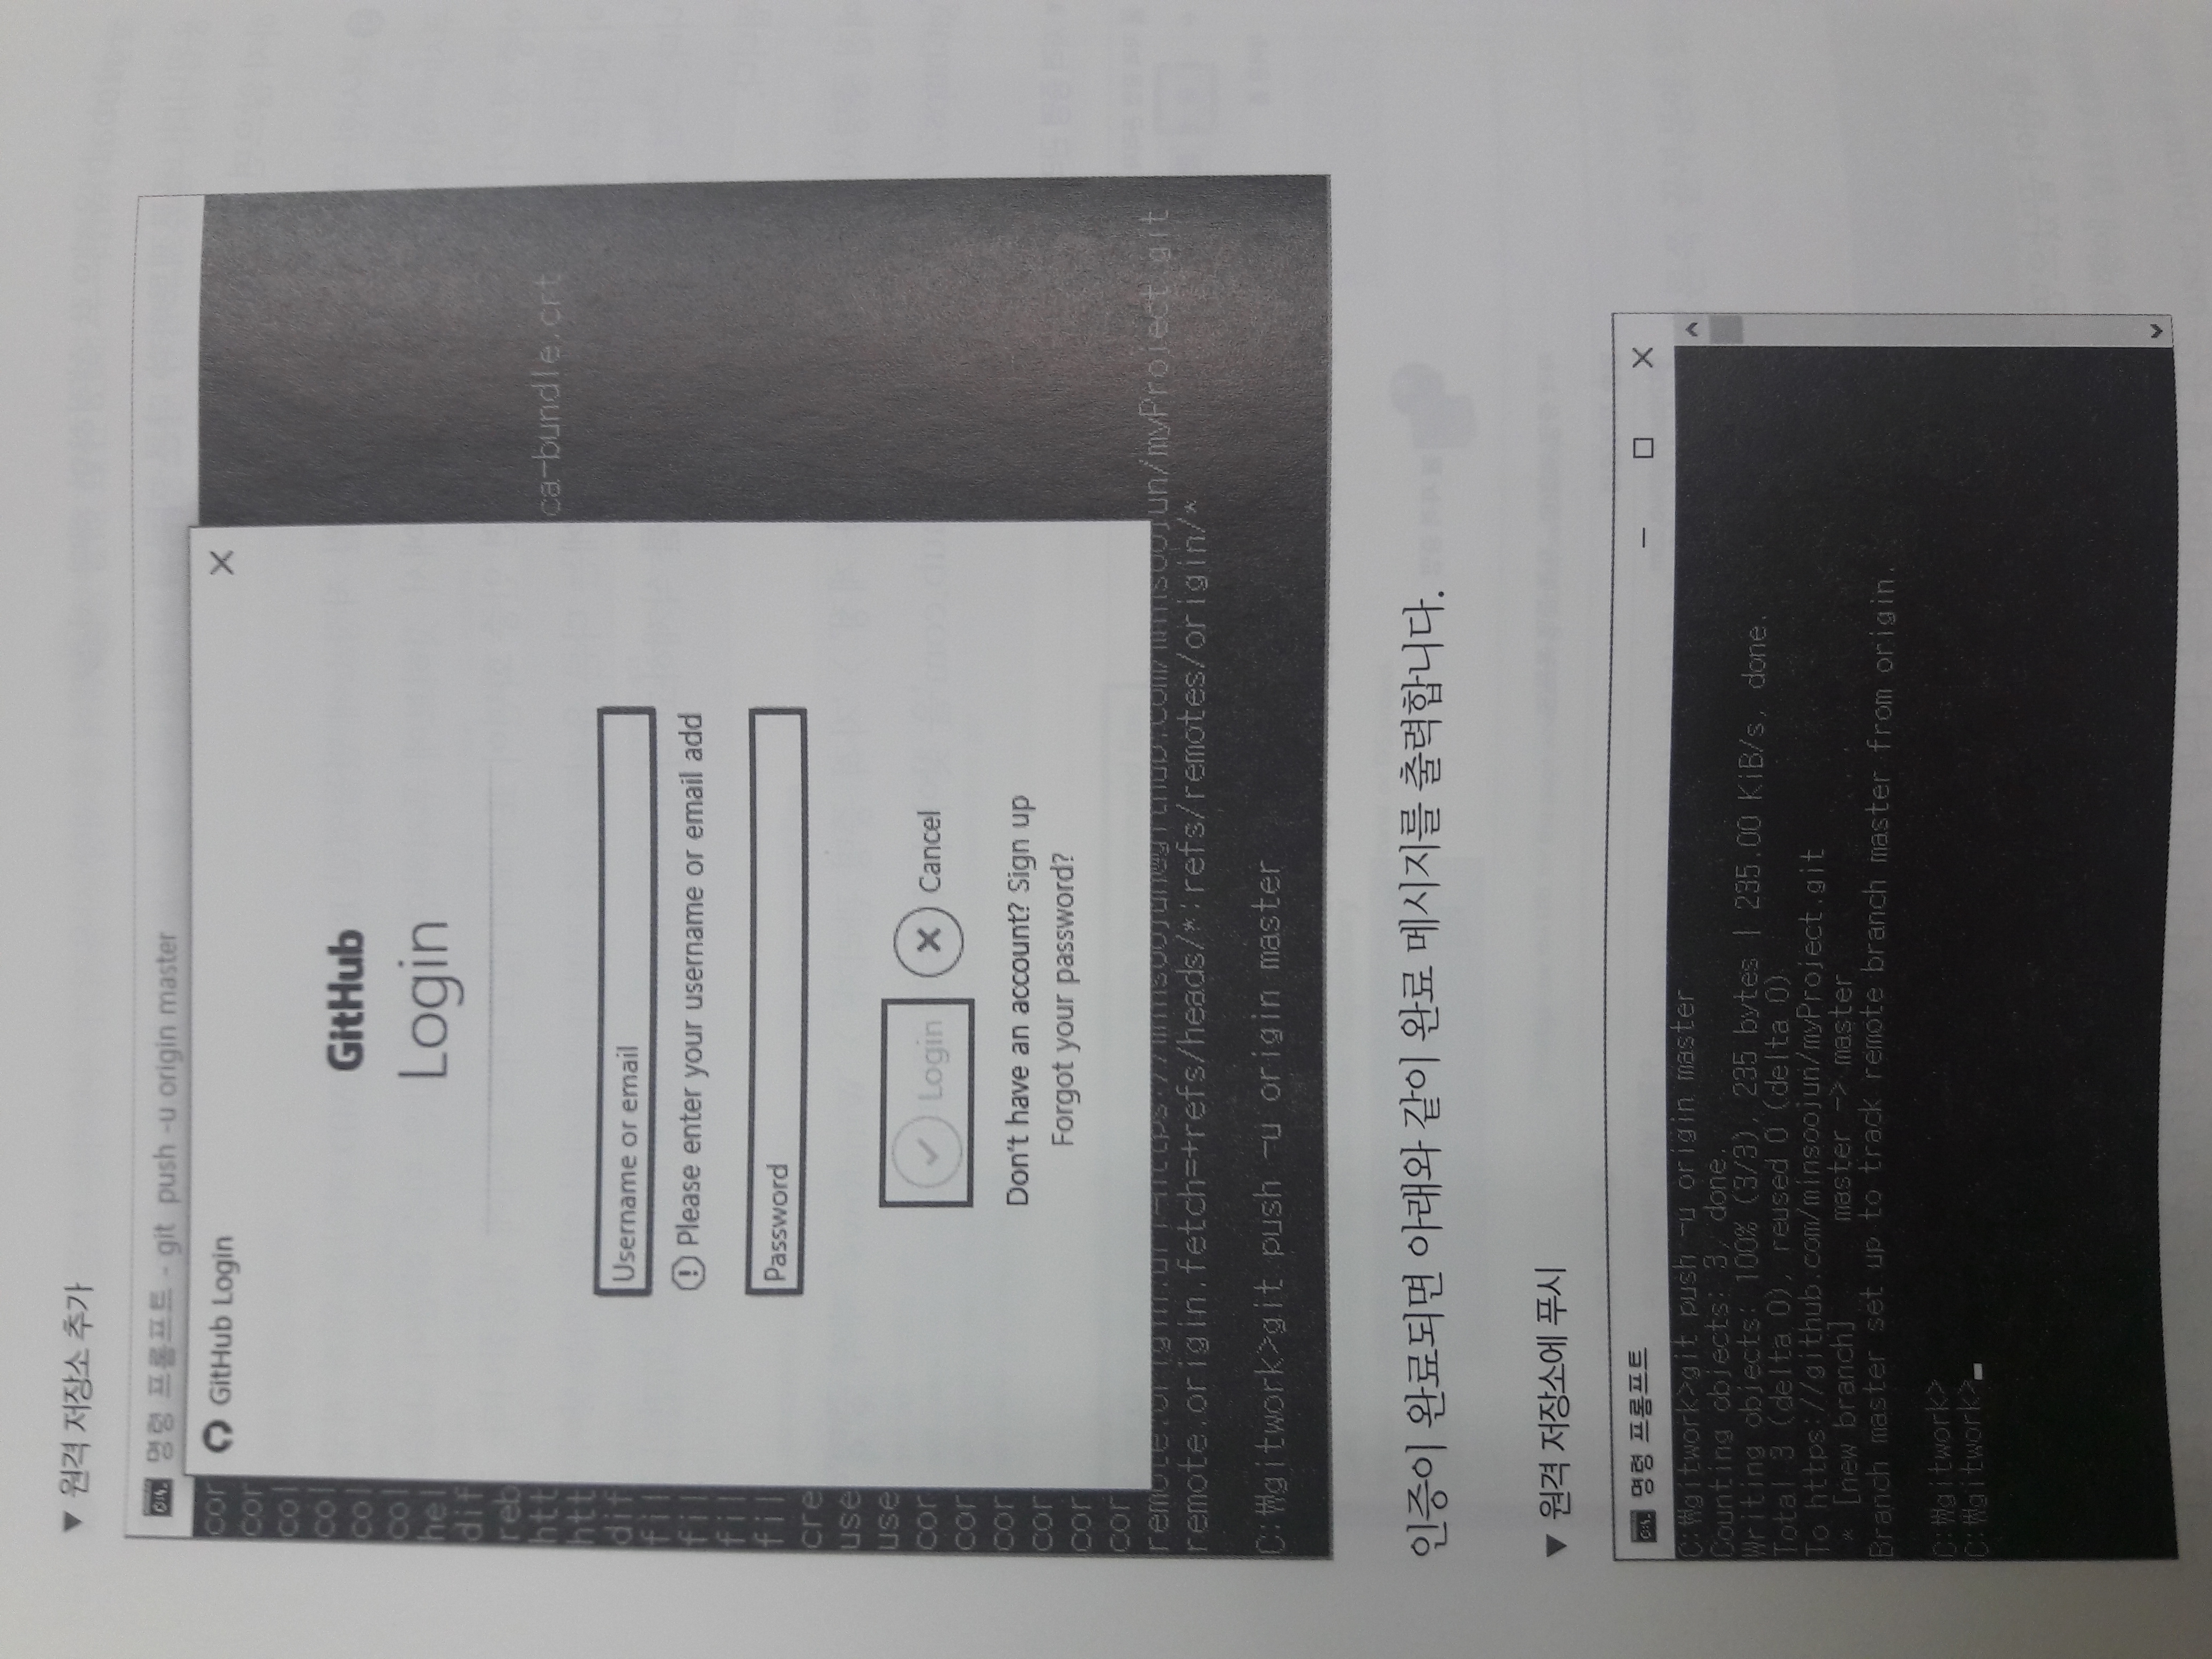 ▼ 원격 저장소 추가
명령 프롬프트 - git push -u origin master
GitHub Login
GitHub
Login
cor
cor
col
col
col
col
hel
dif
reb
htt
ca-bundle.crt
htt
dif
fil
fil
fil
fil
cre
use
use
cor
cor
cor
cor
cor
cor
Username or email
Please enter your username or email add
Password
Login
Cancel
Don't have an account? Sign up
Forgot your password?
remote.origin.url=https://minsoojun@github.com/minsoojun/myProject.git
remote.origin.fetch=+refs/heads/*:refs/remotes/origin/*
C:₩gitwork>git push -u origin master
인증이 완료되면 아래와 같이 완료 메시지를 출력합니다.
▼ 원격 저장소에 푸시
명령 프롬프트
C:₩gitwork>git push -u origin master
Counting objects: 3, done.
Writing objects: 100% (3/3), 235 bytes | 235.00 KiB/s, done.
Total 3 (delta 0), reused 0 (delta 0)
To https://github.com/minsoojun/myProject.git
* [new branch] master -> master
Branch master set up to track remote branch master from origin.
C:₩gitwork>
C:₩gitwork>